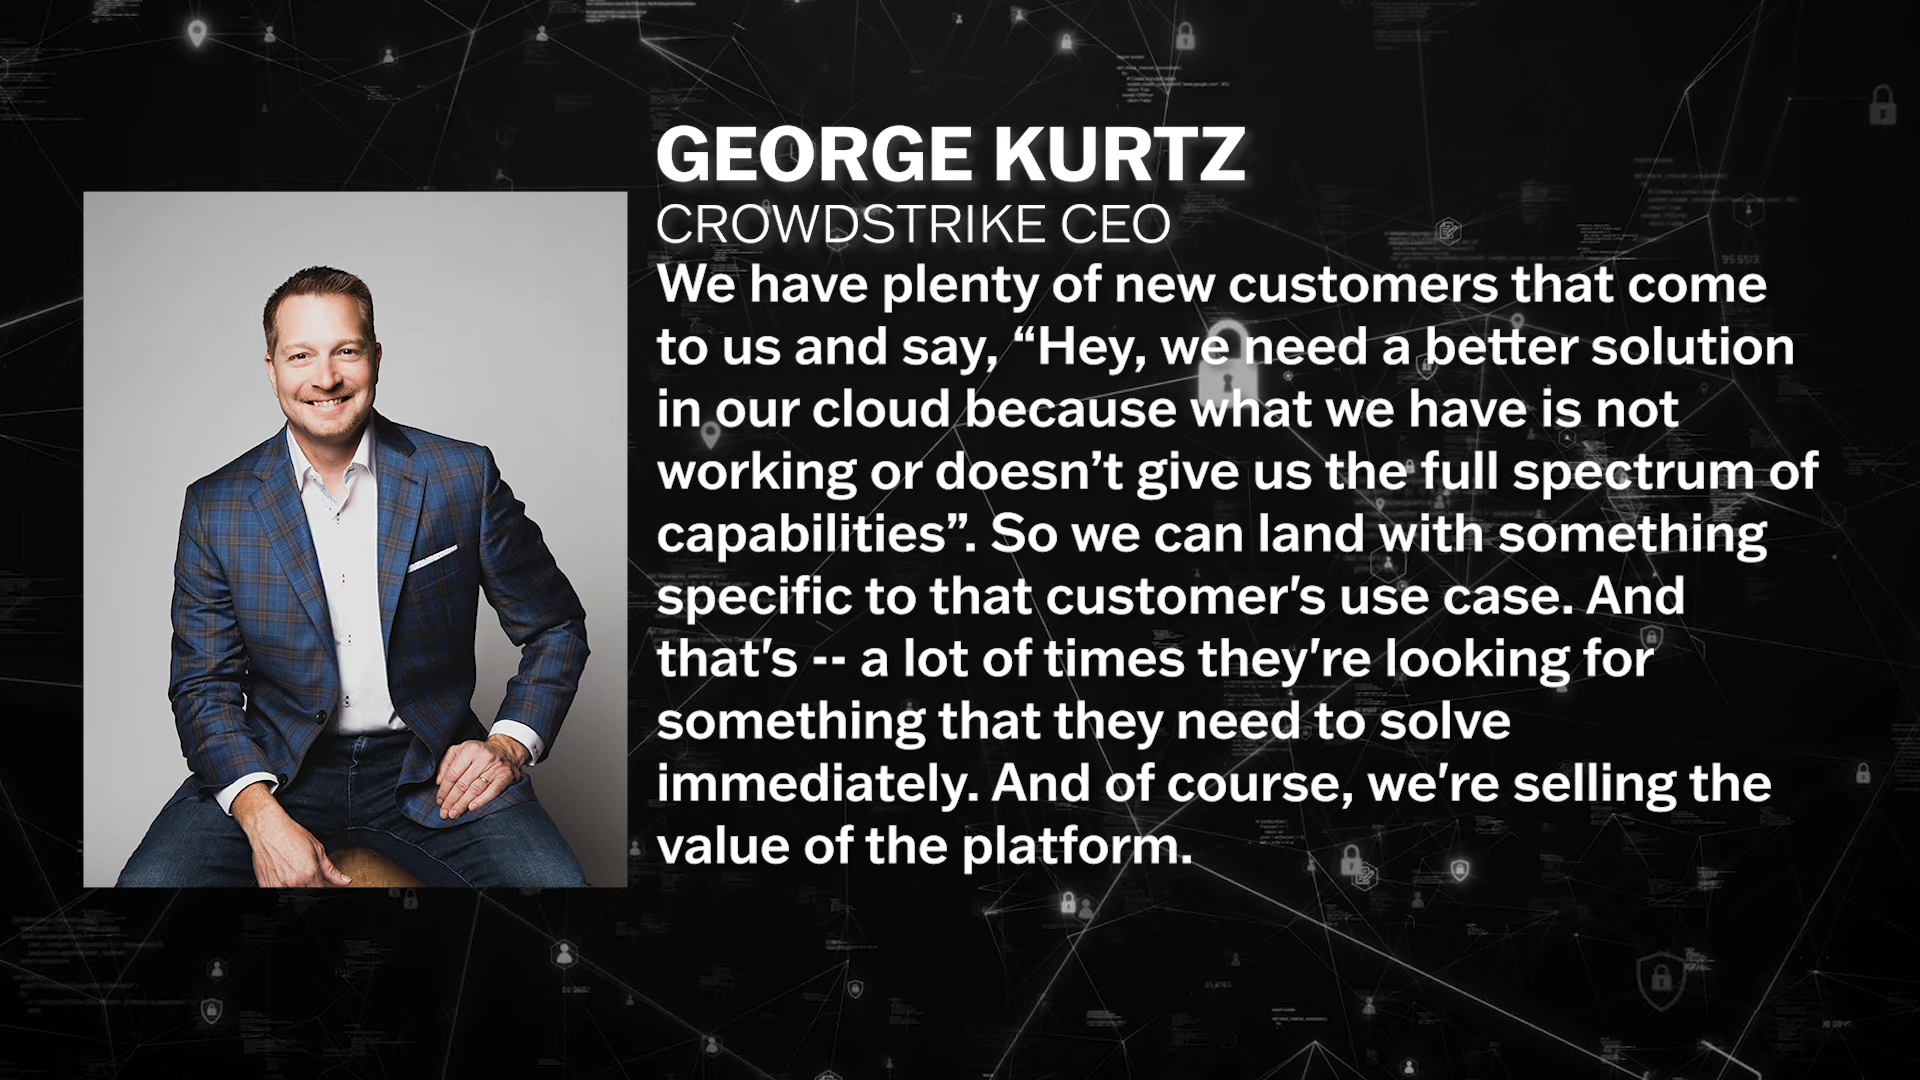 GEORGE KURTZ
CROWDSTRIKE CEO
We have plenty of new customers that come
to us and say, “Hey, we need a better solution
in our cloud because what we have is not
working or doesn’t give us the full spectrum of
capabilities”. So we can land with something
specific to that customer's use case. And
that's -- a lot of times they're looking for
something that they need to solve
immediately. And of course, we're selling the
value of the platform.